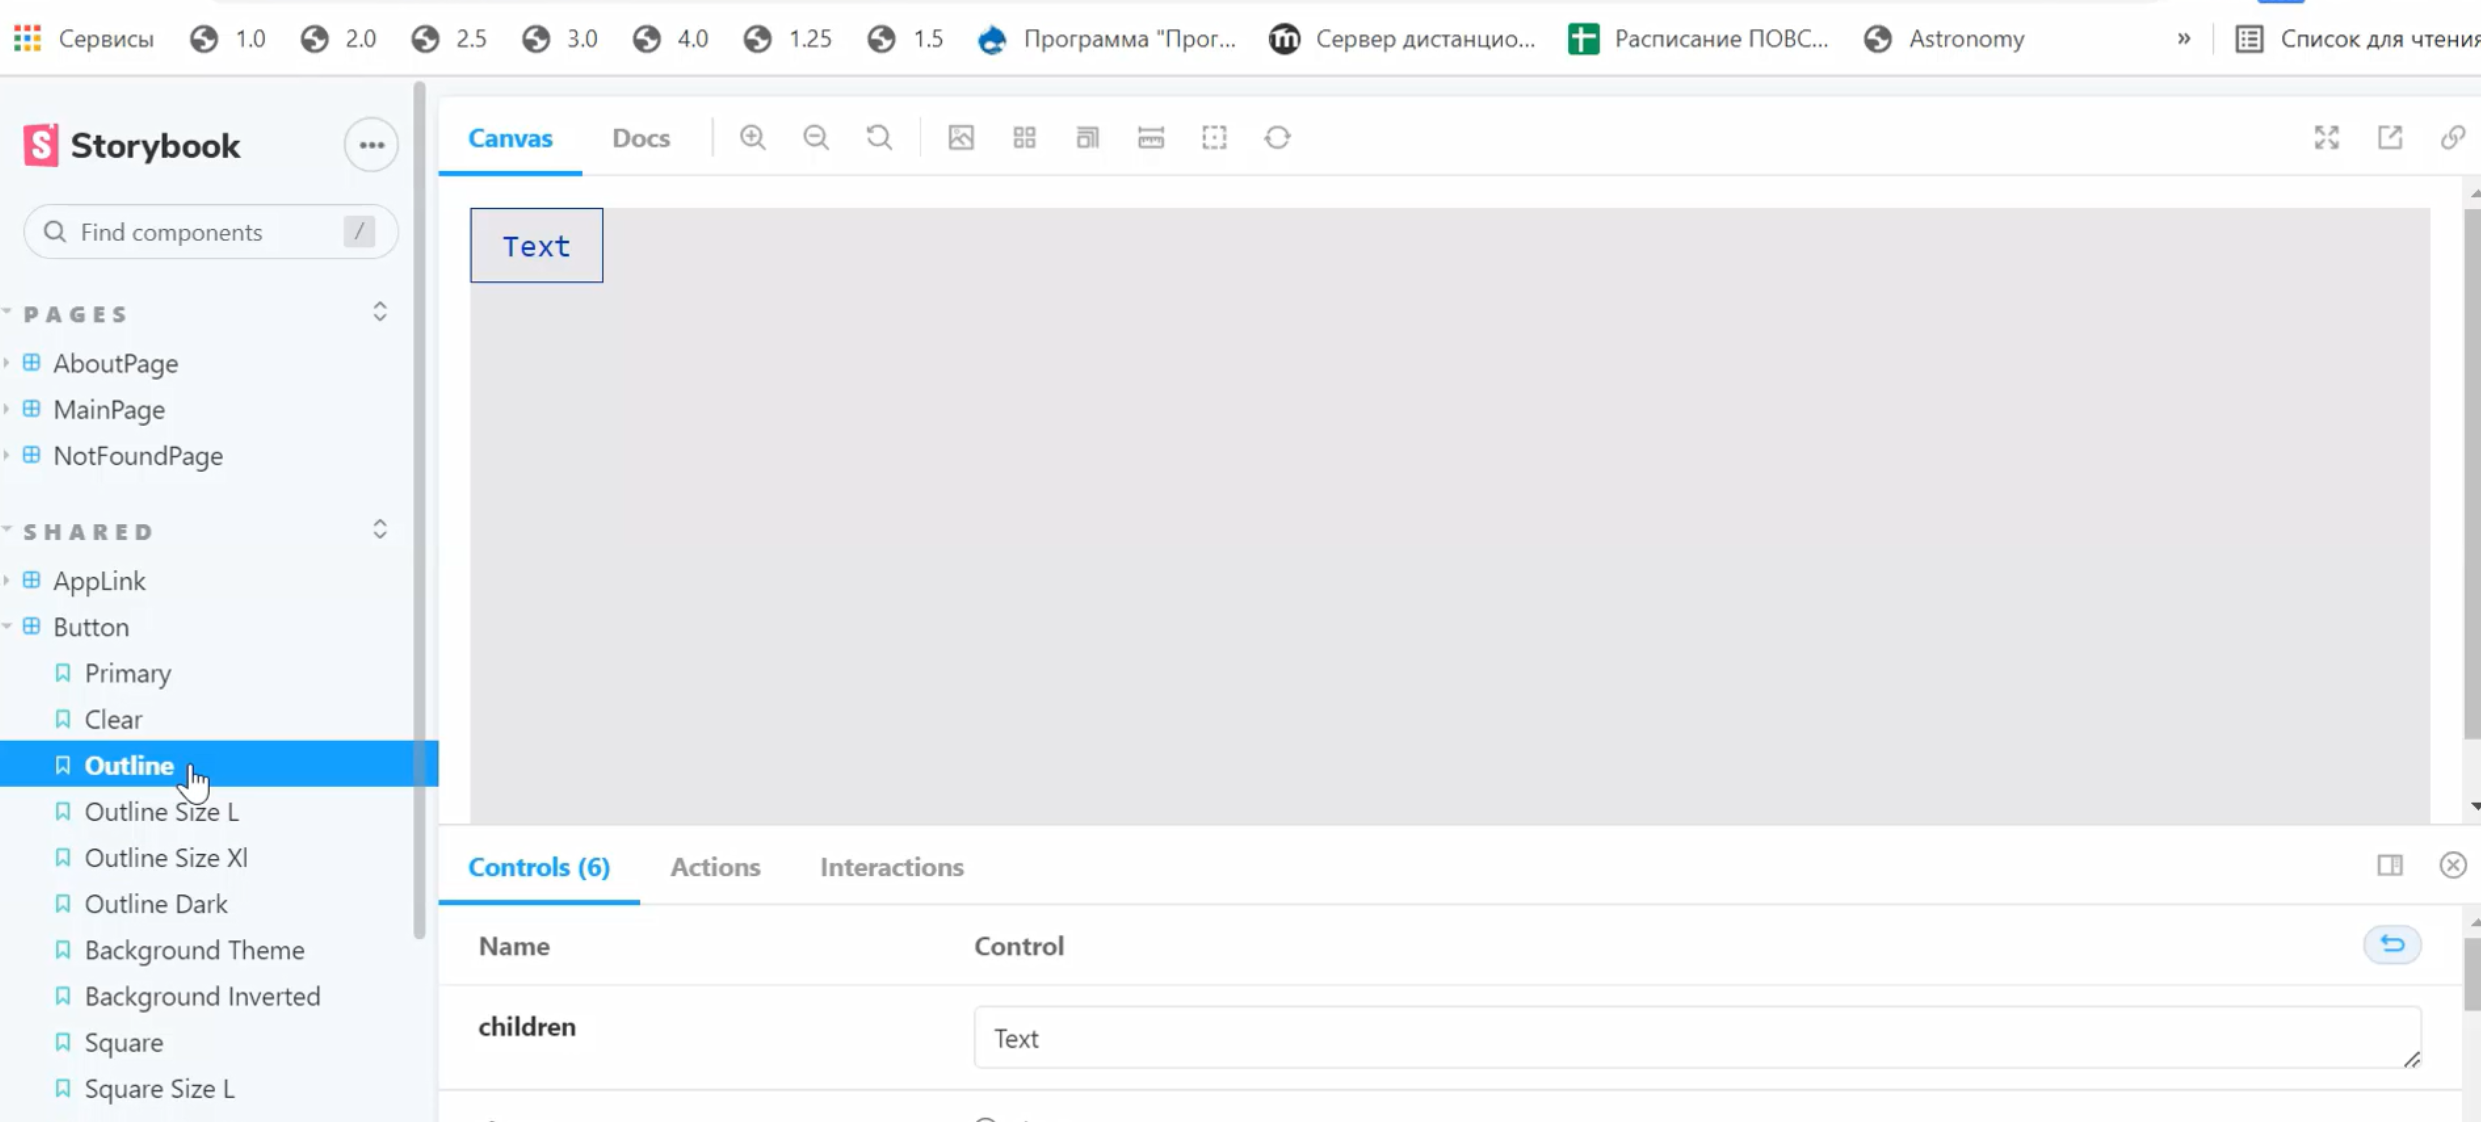 Сервисы 1.0 2.0 2.5 3.0 4.0 1.25 1.5 Программа "Прог... Сервер дистанцио... Расписание ПОВС... Astronomy » Список для чтения
Storybook
Find components /
PAGES
AboutPage
MainPage
NotFoundPage
SHARED
AppLink
Button
Primary
Clear
Outline
Outline Size L
Outline Size Xl
Outline Dark
Background Theme
Background Inverted
Square
Square Size L
Canvas Docs
Text
Controls (6) Actions Interactions
Name Control
children Text